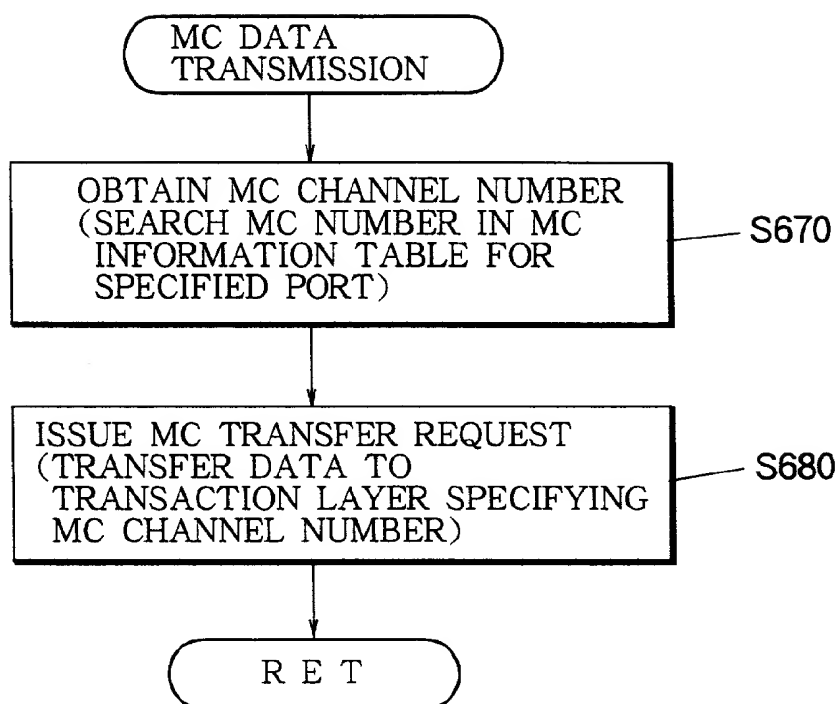 MC DATA
TRANSMISSION
OBTAIN MC CHANNEL NUMBER
(SEARCH MC NUMBER IN MC
INFORMATION TABLE FOR
SPECIFIED PORT)
S670
ISSUE MC TRANSFER REQUEST
(TRANSFER DATA TO
TRANSACTION LAYER SPECIFYING
MC CHANNEL NUMBER)
S680
R E T